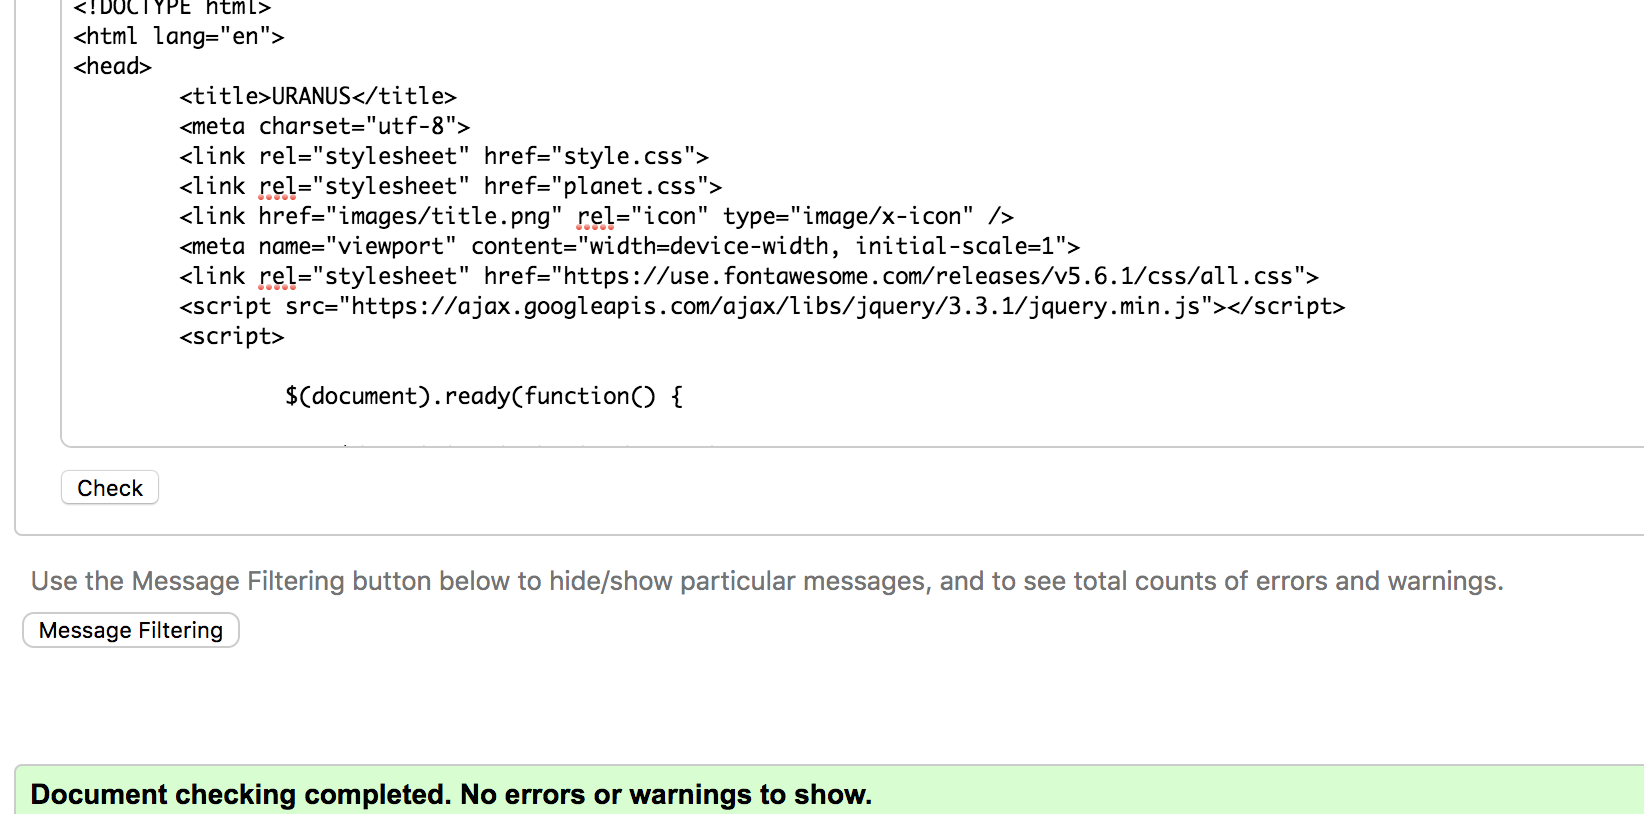 <!DOCTYPE html>
<html lang="en">
<head>
<title>URANUS</title>
<meta charset="utf-8">
<link rel="stylesheet" href="style.css">
<link rel="stylesheet" href="planet.css">
<link href="images/title.png" rel="icon" type="image/x-icon" />
<meta name="viewport" content="width=device-width, initial-scale=1">
<link rel="stylesheet" href="https://use.fontawesome.com/releases/v5.6.1/css/all.css">
<script src="https://ajax.googleapis.com/ajax/libs/jquery/3.3.1/jquery.min.js"></script>
<script>
$(document).ready(function() {
Check
Use the Message Filtering button below to hide/show particular messages, and to see total counts of errors and warnings.
Message Filtering
Document checking completed. No errors or warnings to show.